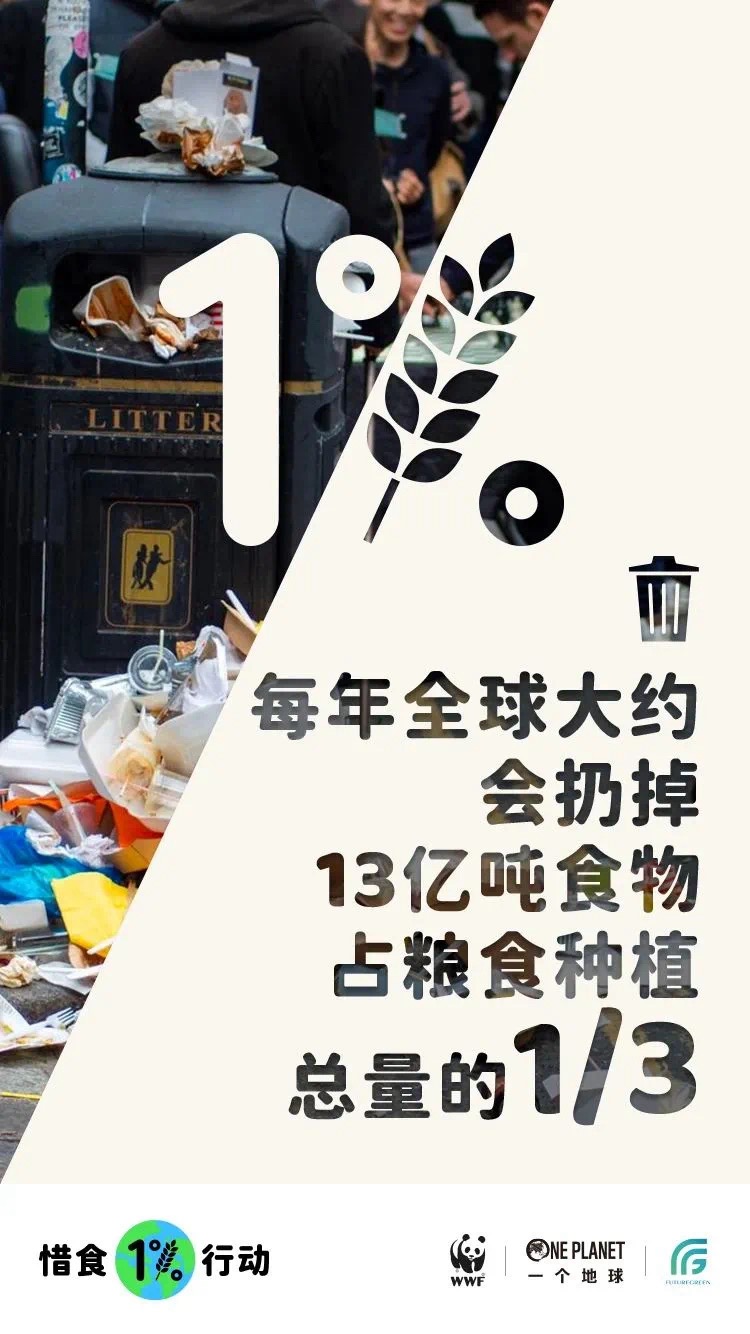 PLEASE
LITTER
1%
每年全球大约
会扔掉
13亿吨食物
占粮食种植
总量的1/3
惜食1%行动
WWF
ONE PLANET
一个地球
FUTUREGREEN